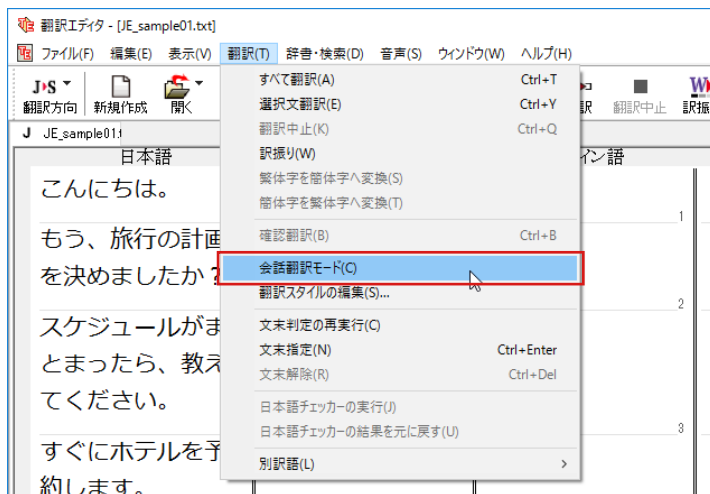 翻訳エディタ - [JE_sample01.txt]
ファイル(F) 編集(E) 表示(V) 翻訳(T) 辞書・検索(D) 音声(S) ウィンドウ(W) ヘルプ(H)
J▸S
翻訳方向 新規作成 開く 訳 翻訳中止 訳振
J JE_sample01.t
日本語
イン語
すべて翻訳(A) Ctrl+T
選択文翻訳(E) Ctrl+Y
翻訳中止(K) Ctrl+Q
訳振り(W)
繁体字を簡体字へ変換(S)
簡体字を繁体字へ変換(T)
確認翻訳(B) Ctrl+B
会話翻訳モード(C)
翻訳スタイルの編集(S)...
文末判定の再実行(C)
文末指定(N) Ctrl+Enter
文末解除(R) Ctrl+Del
日本語チェッカーの実行(J)
日本語チェッカーの結果を元に戻す(U)
別訳語(L)
こんにちは。
1
もう、旅行の計画
を決めましたか?
2
スケジュールがま
とまったら、教え
てください。
3
すぐにホテルを予
約します。